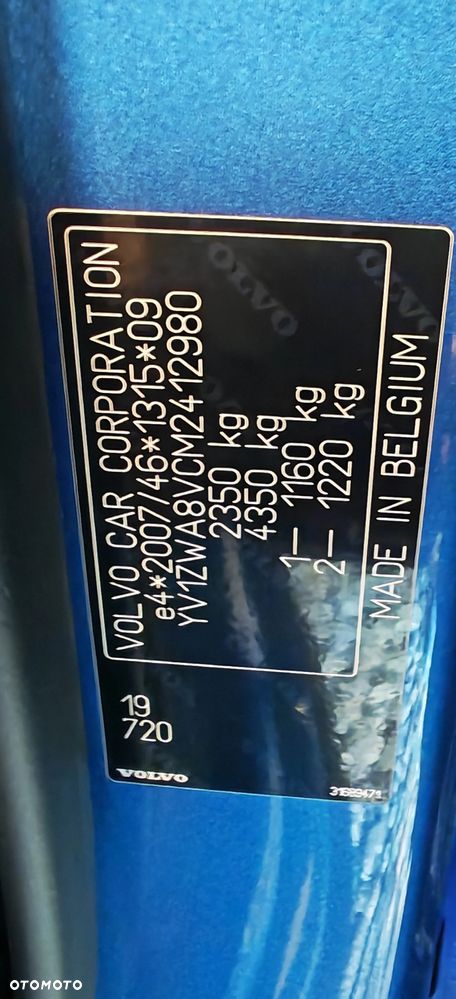 VOLVO CAR CORPORATION
e4*2007/46*1315*09
YV1ZWA8VCM2412980
2350 kg
4350 kg
1— 1160 kg
2— 1220 kg
MADE IN BELGIUM
19
720
VOLVO
VOLVO
OTOMOTO